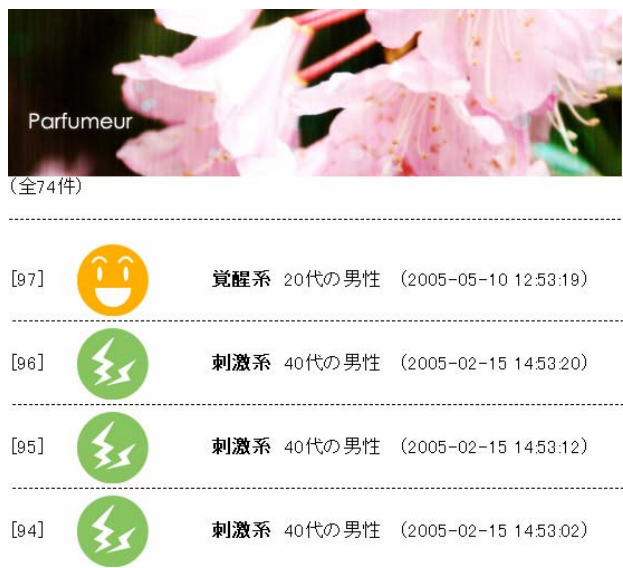 Parfumeur
(全74件)
[97] 覚醒系 20代の男性 (2005-05-10 12:53:19)
[96] 刺激系 40代の男性 (2005-02-15 14:53:20)
[95] 刺激系 40代の男性 (2005-02-15 14:53:12)
[94] 刺激系 40代の男性 (2005-02-15 14:53:02)